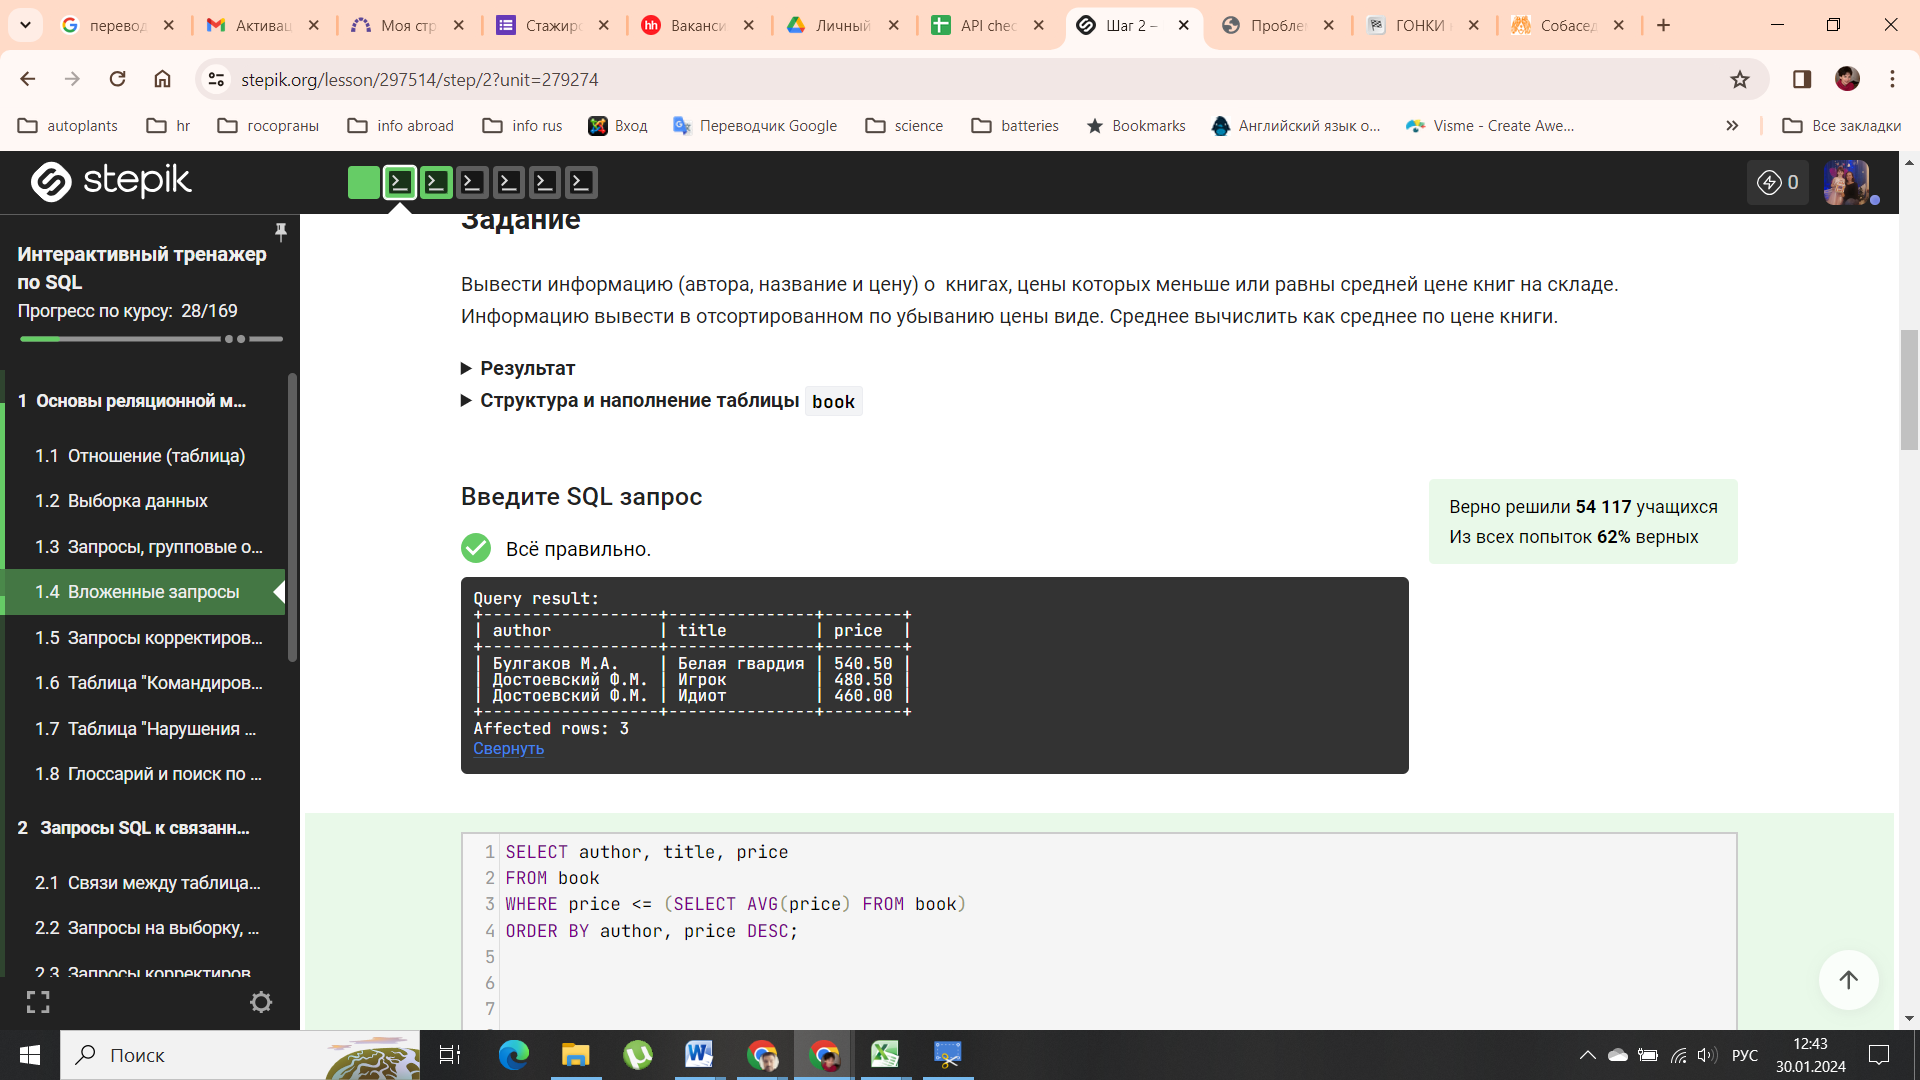 перевод
Активац
Моя стр
Стажирс
Ваканси
Личный
API chec
Шаг 2 –
Проблем
ГОНКИ
Собасед
stepik.org/lesson/297514/step/2?unit=279274
autoplants
hr
госорганы
info abroad
info rus
Вход
Переводчик Google
science
batteries
Bookmarks
Английский язык о...
Visme - Create Awe...
Все закладки
stepik
0
Интерактивный тренажер
по SQL
Прогресс по курсу: 28/169
1 Основы реляционной м...
1.1 Отношение (таблица)
1.2 Выборка данных
1.3 Запросы, групповые о...
1.4 Вложенные запросы
1.5 Запросы корректиров...
1.6 Таблица "Командиров...
1.7 Таблица "Нарушения ...
1.8 Глоссарий и поиск по ...
2 Запросы SQL к связанн...
2.1 Связи между таблица...
2.2 Запросы на выборку, ...
2.3 Запросы корректиров
Задание
Вывести информацию (автора, название и цену) о книгах, цены которых меньше или равны средней цене книг на складе.
Информацию вывести в отсортированном по убыванию цены виде. Среднее вычислить как среднее по цене книги.
Результат
Структура и наполнение таблицы book
Введите SQL запрос
Всё правильно.
Верно решили 54 117 учащихся
Из всех попыток 62% верных
Query result:
+------------------+---------------+--------+
| author           | title         | price  |
+------------------+---------------+--------+
| Булгаков М.А.    | Белая гвардия | 540.50 |
| Достоевский Ф.М. | Игрок         | 480.50 |
| Достоевский Ф.М. | Идиот         | 460.00 |
+------------------+---------------+--------+
Affected rows: 3
Свернуть
1 SELECT author, title, price
2 FROM book
3 WHERE price <= (SELECT AVG(price) FROM book)
4 ORDER BY author, price DESC;
5
6
7
Поиск
РУС
12:43
30.01.2024